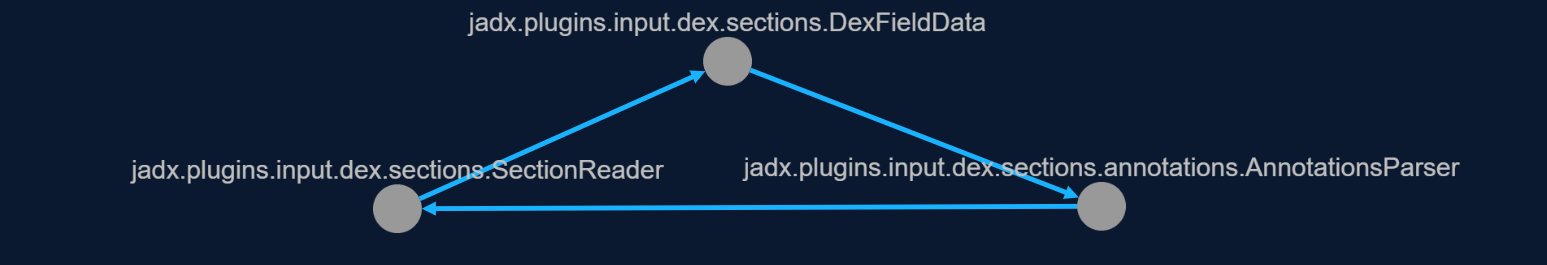 jadx.plugins.input.dex.sections.DexFieldData
jadx.plugins.input.dex.sections.SectionReader
jadx.plugins.input.dex.sections.annotations.AnnotationsParser